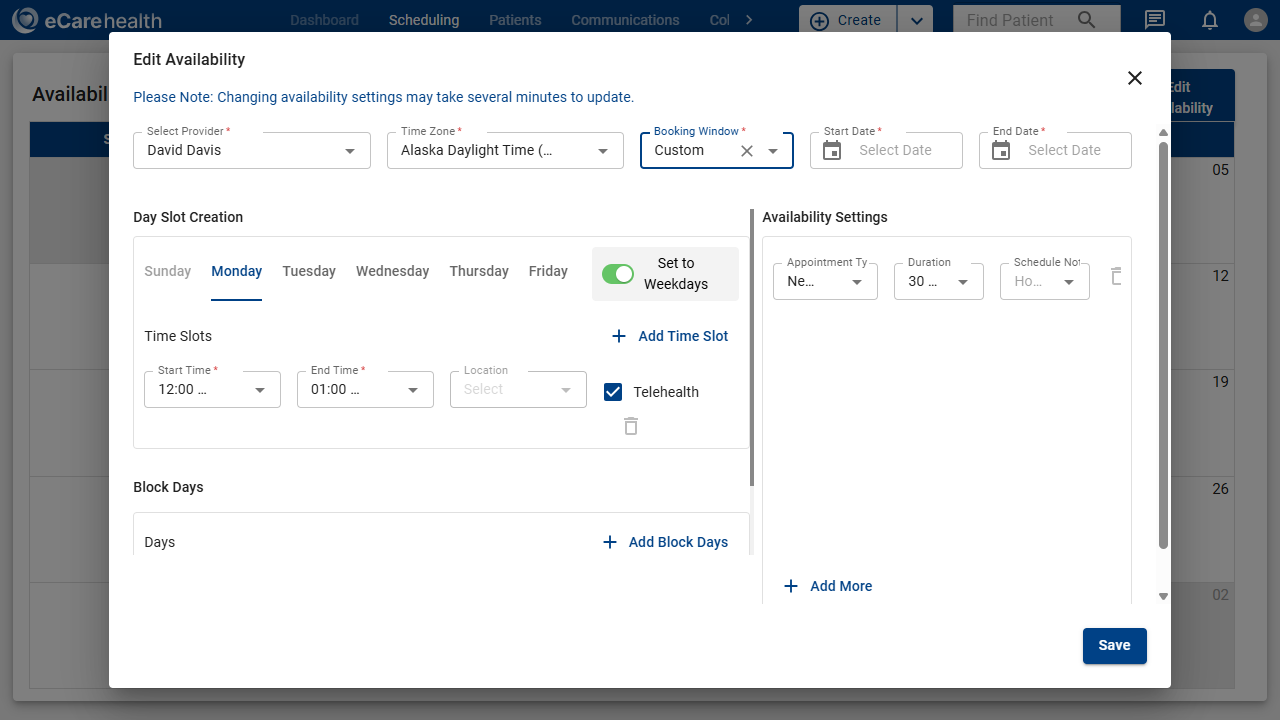 eCarehealth
Dashboard
Scheduling
Patients
Communications
Col
Create
Find Patient
Availabil
Edit
lability
S
05
12
19
26
02
Edit Availability
Please Note: Changing availability settings may take several minutes to update.
Select Provider *
David Davis
Time Zone *
Alaska Daylight Time (...
Booking Window *
Custom
Start Date *
Select Date
End Date *
Select Date
Day Slot Creation
Sunday
Monday
Tuesday
Wednesday
Thursday
Friday
Set to
Weekdays
Time Slots
Add Time Slot
Start Time *
12:00 ...
End Time *
01:00 ...
Location
Select
Telehealth
Block Days
Days
Add Block Days
Availability Settings
Appointment Ty
Ne...
Duration
30 ...
Schedule Not
Ho...
Add More
Save